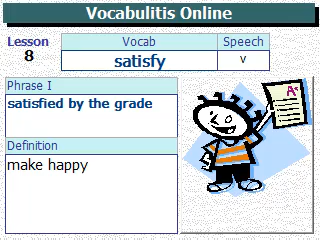 Vocabulitis Online
Lesson
8
Vocab
Speech
satisfy
v
Phrase I
satisfied by the grade
Definition
make happy
A+